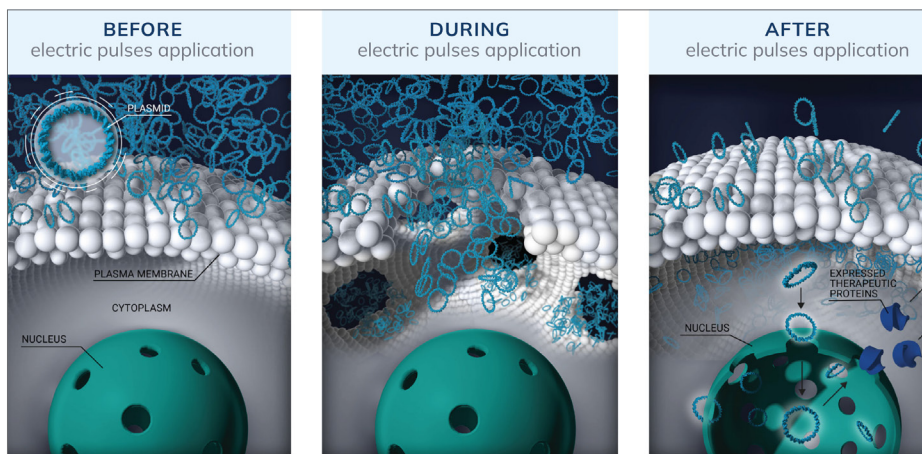 BEFORE
electric pulses application
PLASMID
PLASMA MEMBRANE
CYTOPLASM
NUCLEUS
DURING
electric pulses application
AFTER
electric pulses application
EXPRESSED
THERAPEUTIC
PROTEINS
NUCLEUS